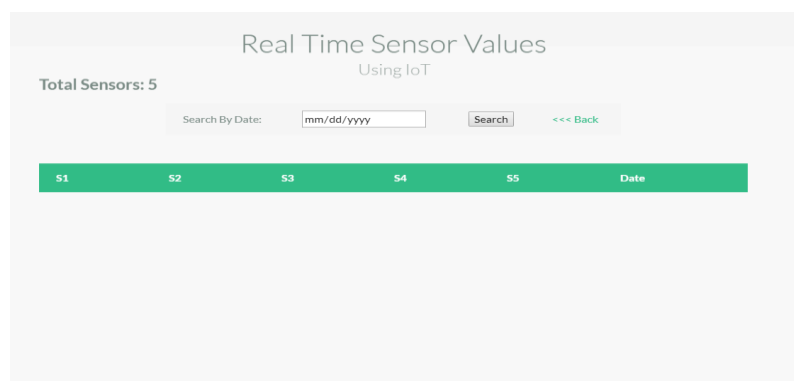 Real Time Sensor Values
Using IoT
Total Sensors: 5
Search By Date: mm/dd/yyyy Search <<< Back
S1 S2 S3 S4 S5 Date